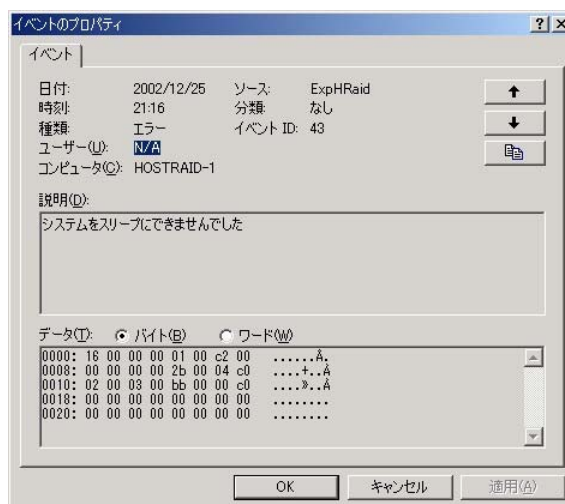 イベントのプロパティ
イベント
日付: 2002/12/25 ソース: ExpHRaid
時刻: 21:16 分類: なし
種類: エラー イベント ID: 43
ユーザー(U): N/A
コンピュータ(C): HOSTRAID-1
説明(D):
システムをスリープにできませんでした
データ(T): バイト(B) ワード(W)
0000: 16 00 00 00 01 00 c2 00 ......Â.
0008: 00 00 00 00 2b 00 04 c0 ....+..À
0010: 02 00 03 00 bb 00 00 c0 ....»..À
0018: 00 00 00 00 00 00 00 00 ........
0020: 00 00 00 00 00 00 00 00 ........
OK キャンセル 適用(A)